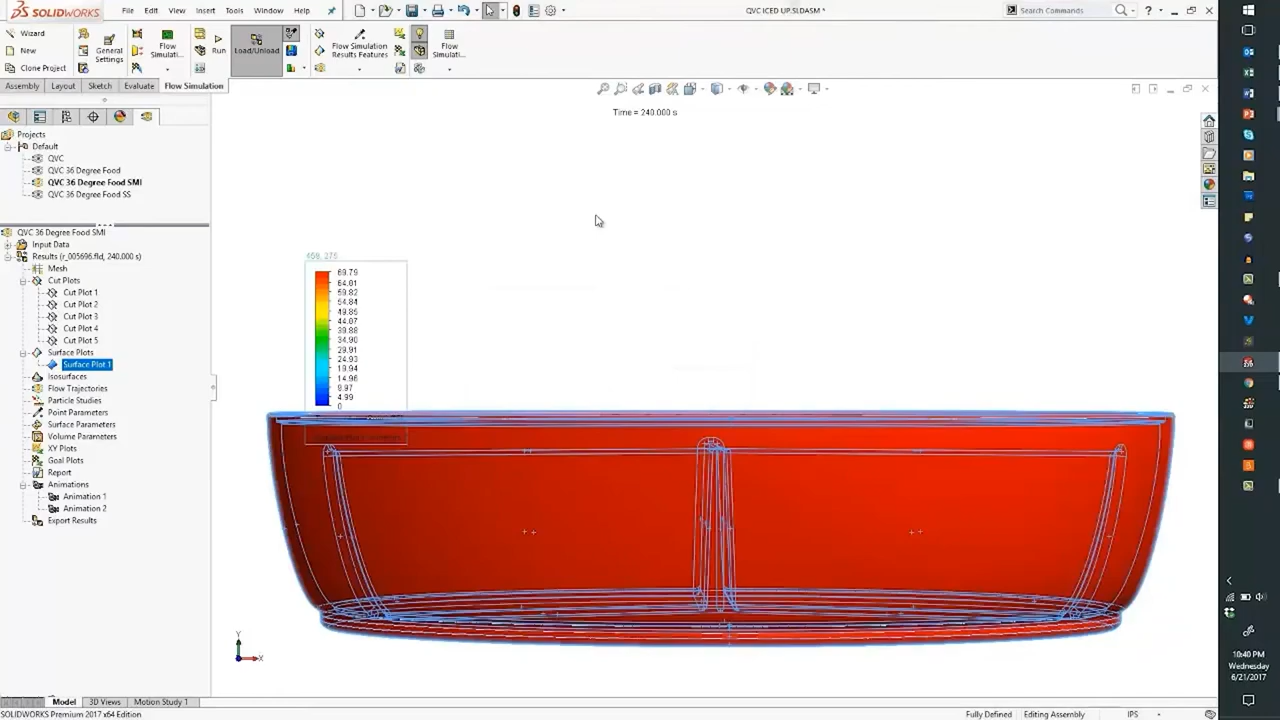 SOLIDWORKS File Edit View Insert Tools Simulation Window Help
QVC ICED UP.SLDASM *
Search Commands
Wizard
New
Clone Project
General Settings
Flow Simulati...
Run
Load/Unload
Flow Simulation Results Features
Flow Simulati...
Assembly Layout Sketch Evaluate Flow Simulation
Time = 240.000 s
Projects
Default
QVC
QVC 36 Degree Food
QVC 36 Degree Food SMI
QVC 36 Degree Food SS
QVC 36 Degree Food SMI
Input Data
Results (r_005696.fld, 240.000 s)
Mesh
Cut Plots
Cut Plot 1
Cut Plot 2
Cut Plot 3
Cut Plot 4
Cut Plot 5
Surface Plots
Surface Plot 1
Isosurfaces
Flow Trajectories
Particle Studies
Point Parameters
Surface Parameters
Volume Parameters
XY Plots
Goal Plots
Report
Animations
Animation 1
Animation 2
Export Results
69.79
64.81
59.82
54.84
49.85
44.87
39.88
34.90
29.91
24.93
19.94
14.96
9.97
4.99
0
Y
X
Model 3D Views Motion Study 1
SOLIDWORKS Premium 2017 x64 Edition
Fully Defined Editing Assembly IPS
10:40 PM
Wednesday
6/21/2017